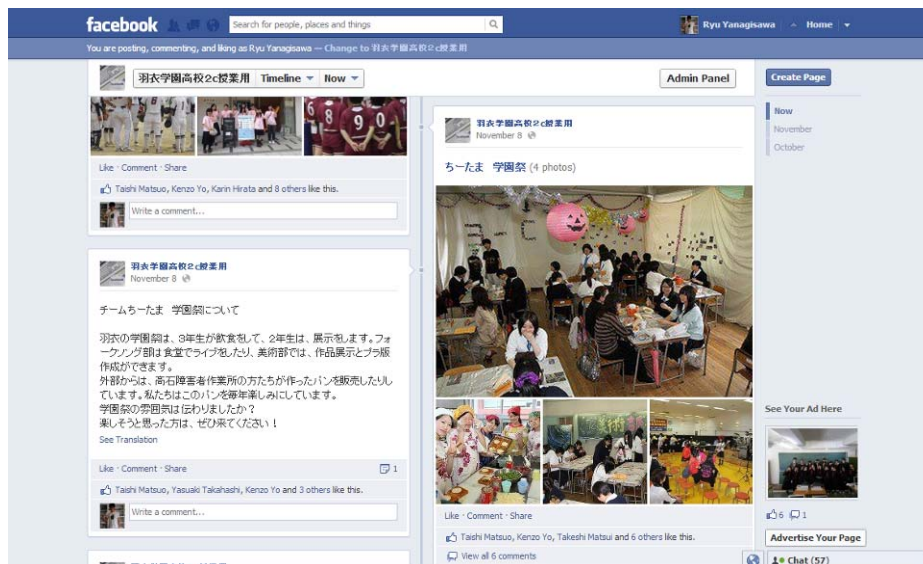 facebook
Search for people, places and things
Ryu Yanagisawa
Home
You are posting, commenting, and liking as Ryu Yanagisawa — Change to 羽衣学園高校2c授業用
羽衣学園高校2c授業用 Timeline Now
Admin Panel
Create Page
Now
November
October
Like · Comment · Share
Taishi Matsuo, Kenzo Yo, Karin Hirata and 8 others like this.
Write a comment...
羽衣学園高校2c授業用
November 8
チームちーたま 学園祭について
羽衣の学園祭は、3年生が飲食をして、2年生は、展示をします。フォ
ークソング部は食堂でライブをしたり、美術部では、作品展示とプラ版
作成ができます。
外部からは、高石障害者作業所の方たちが作ったパンを販売したりし
ています。私たちはこのパンを毎年楽しみにしています。
学園祭の雰囲気は伝わりましたか？
楽しそうと思った方は、ぜひ来てください！
See Translation
Like · Comment · Share
1
Taishi Matsuo, Yasuaki Takahashi, Kenzo Yo and 3 others like this.
Write a comment...
羽衣学園高校2c授業用
November 8
ちーたま 学園祭 (4 photos)
Like · Comment · Share
Taishi Matsuo, Kenzo Yo, Takeshi Matsui and 6 others like this.
View all 6 comments
See Your Ad Here
6 1
Advertise Your Page
Chat (57)